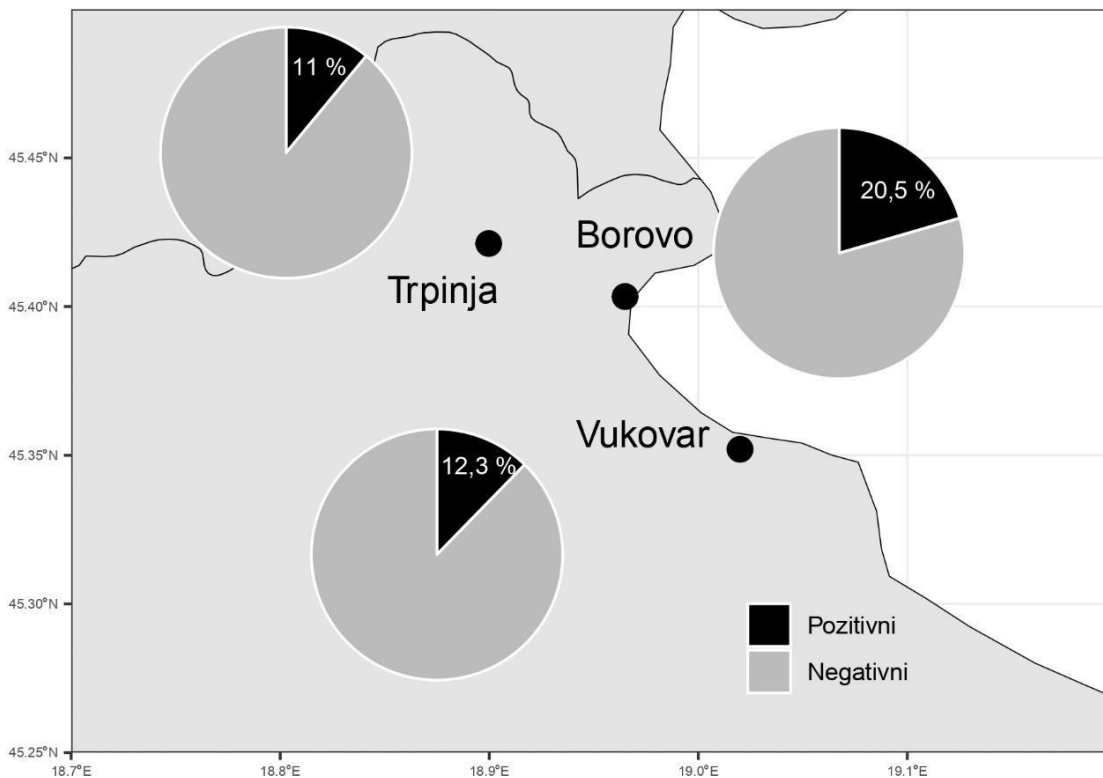 11 %
45.45°N
20,5 %
Borovo
Trpinja
45.40°N
Vukovar
45.35°N
12,3 %
45.30°N
Pozitivni
Negativni
45.25°N
18.7°E
18.8°E
18.9°E
19.0°E
19.1°E